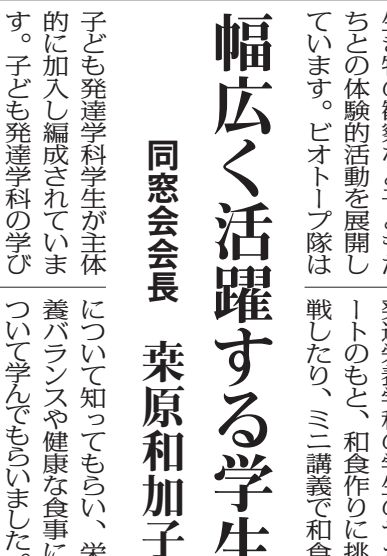 ちとの体験的活動を展開し
ています。ビオトープ隊は
ートのもと、和食作りに挑
戦したり、ミニ講義で和食
幅広く活躍する学生
同窓会会長 桒原和加子
子ども発達学科学生が主体
的に加入し編成されていま
す。子ども発達学科の学び
について知ってもらい、栄
養バランスや健康な食事に
ついて学んでもらいました。